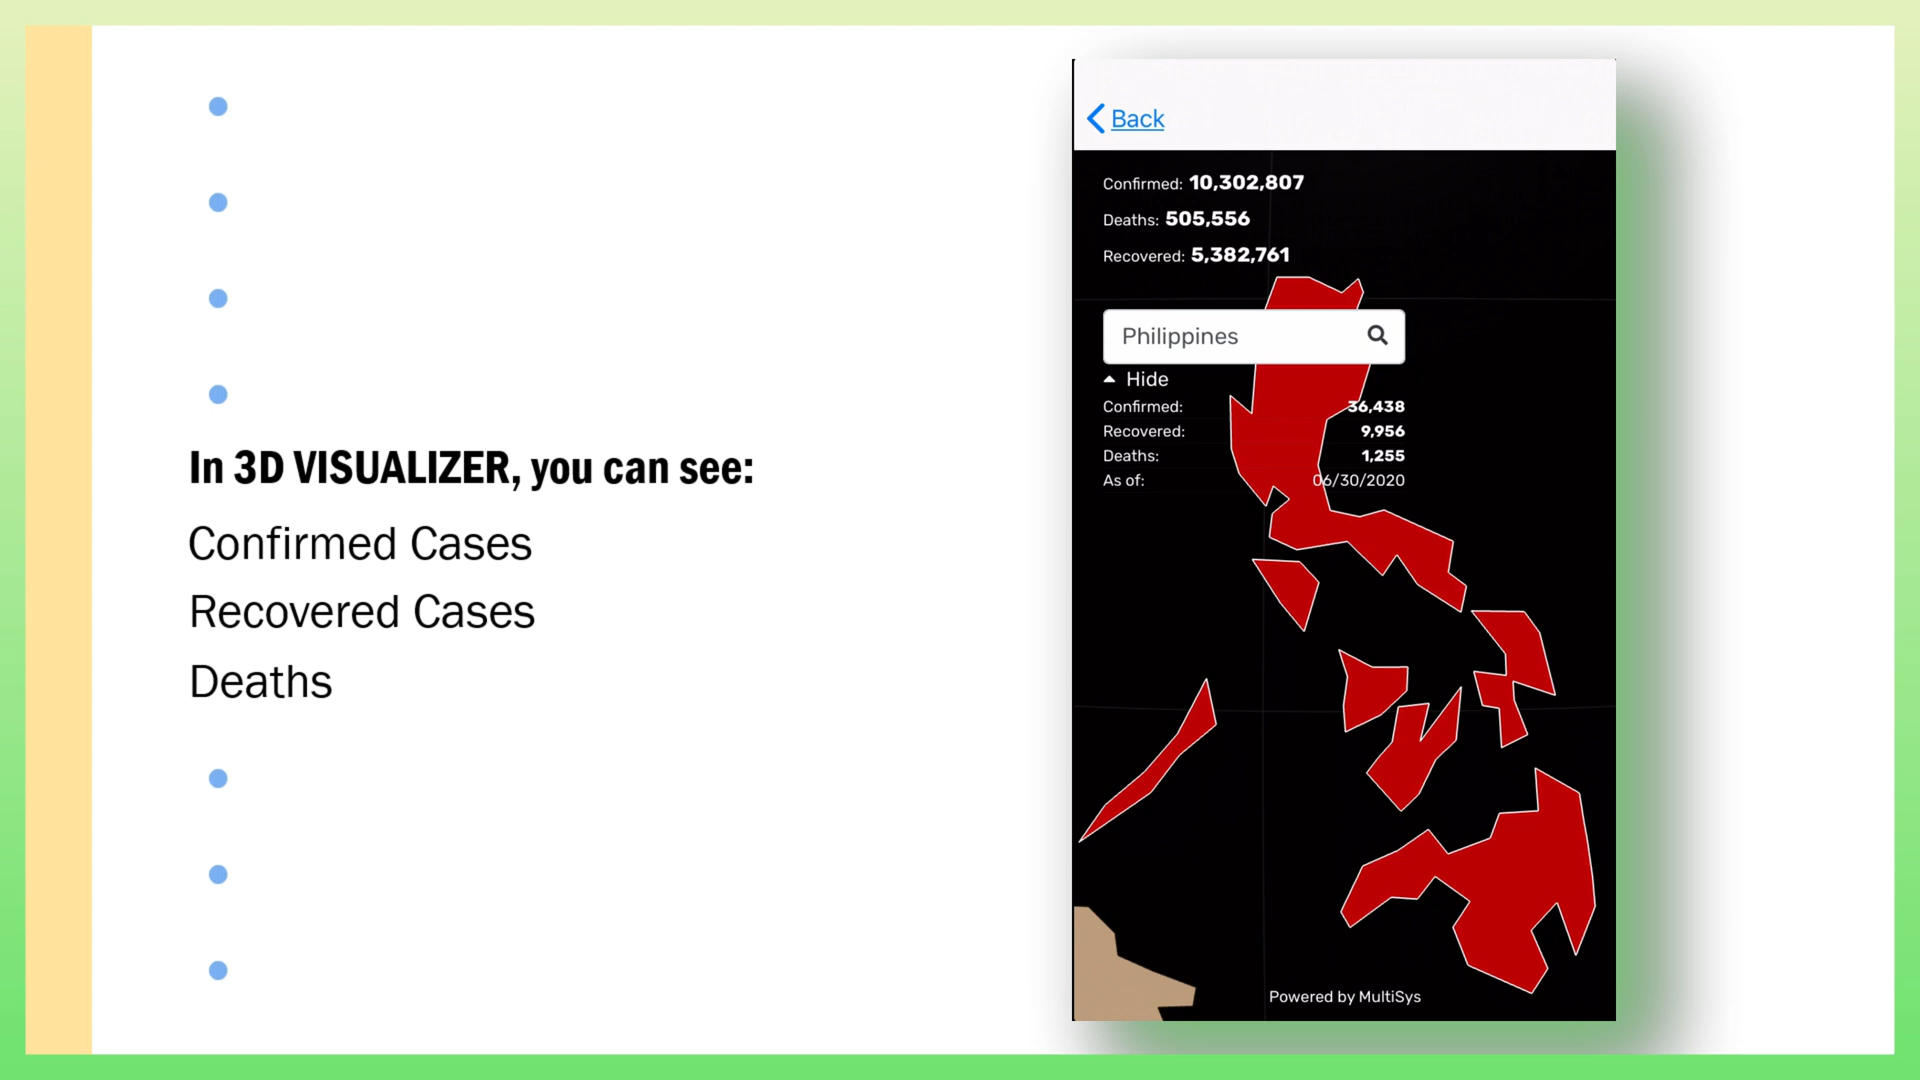 In 3D VISUALIZER, you can see:
Confirmed Cases
Recovered Cases
Deaths
Back
Confirmed: 10,302,807
Deaths: 505,556
Recovered: 5,382,761
Philippines
Hide
Confirmed: 36,438
Recovered: 9,956
Deaths: 1,255
As of: 06/30/2020
Powered by MultiSys